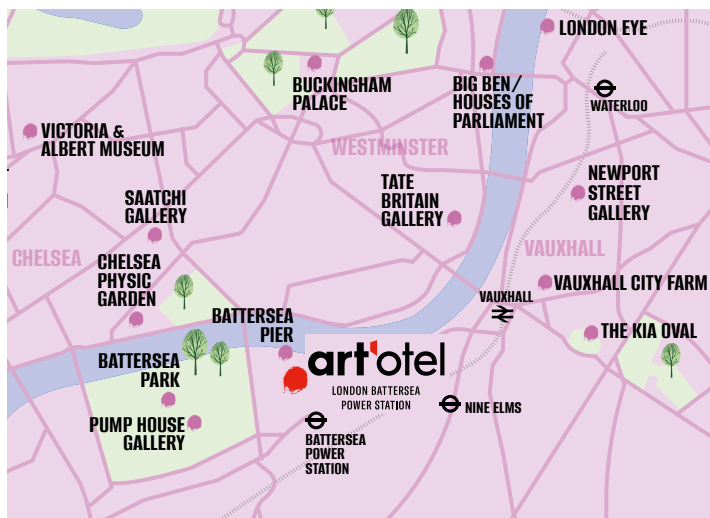 LONDON EYE
BUCKINGHAM
PALACE
BIG BEN/
HOUSES OF
PARLIAMENT
WATERLOO
VICTORIA &
ALBERT MUSEUM
WESTMINSTER
TATE
BRITAIN
GALLERY
NEWPORT
STREET
GALLERY
SAATCHI
GALLERY
CHELSEA
VAUXHALL
CHELSEA
PHYSIC
GARDEN
VAUXHALL CITY FARM
VAUXHALL
BATTERSEA
PIER
THE KIA OVAL
BATTERSEA
PARK
art'otel
LONDON BATTERSEA
POWER STATION
NINE ELMS
PUMP HOUSE
GALLERY
BATTERSEA
POWER
STATION